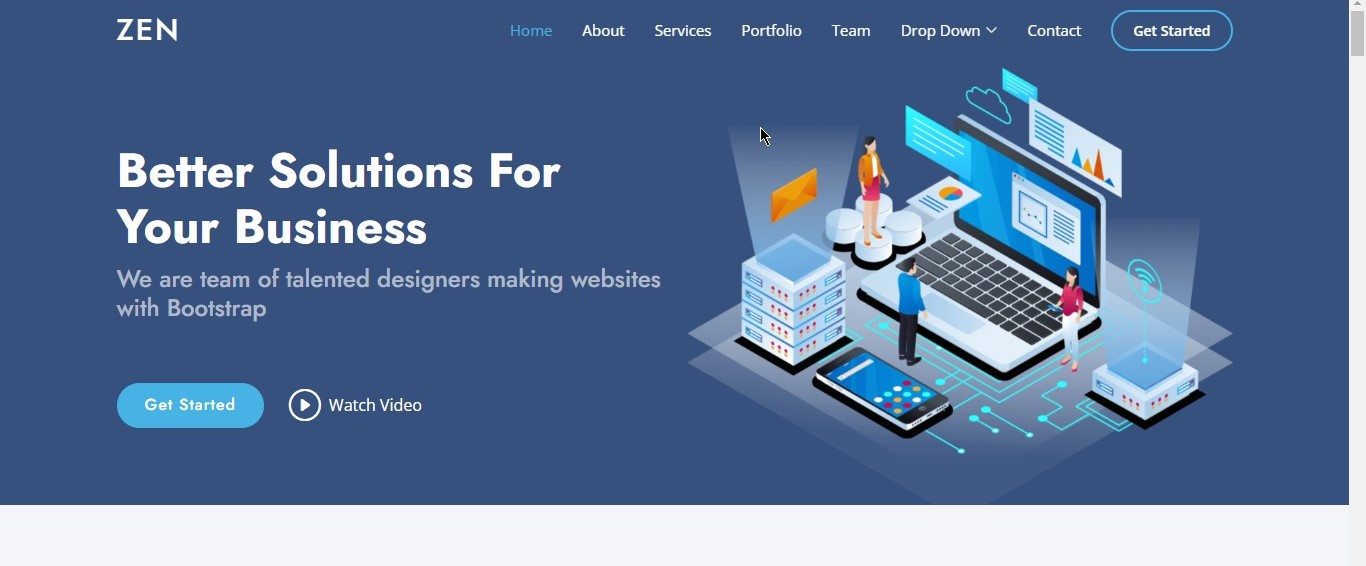 ZEN
Home About Services Portfolio Team Drop Down Contact Get Started
Better Solutions For
Your Business
We are team of talented designers making websites
with Bootstrap
Get Started Watch Video